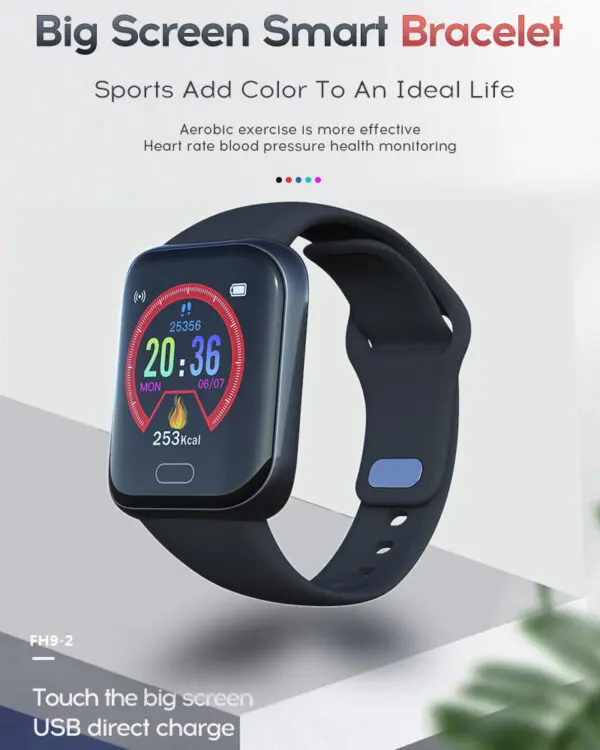 Big Screen Smart Bracelet
Sports Add Color To An Ideal Life
Aerobic exercise is more effective
Heart rate blood pressure health monitoring
25356
20:36
MON 06/07
253Kcal
FH9-2
Touch the big screen
USB direct charge